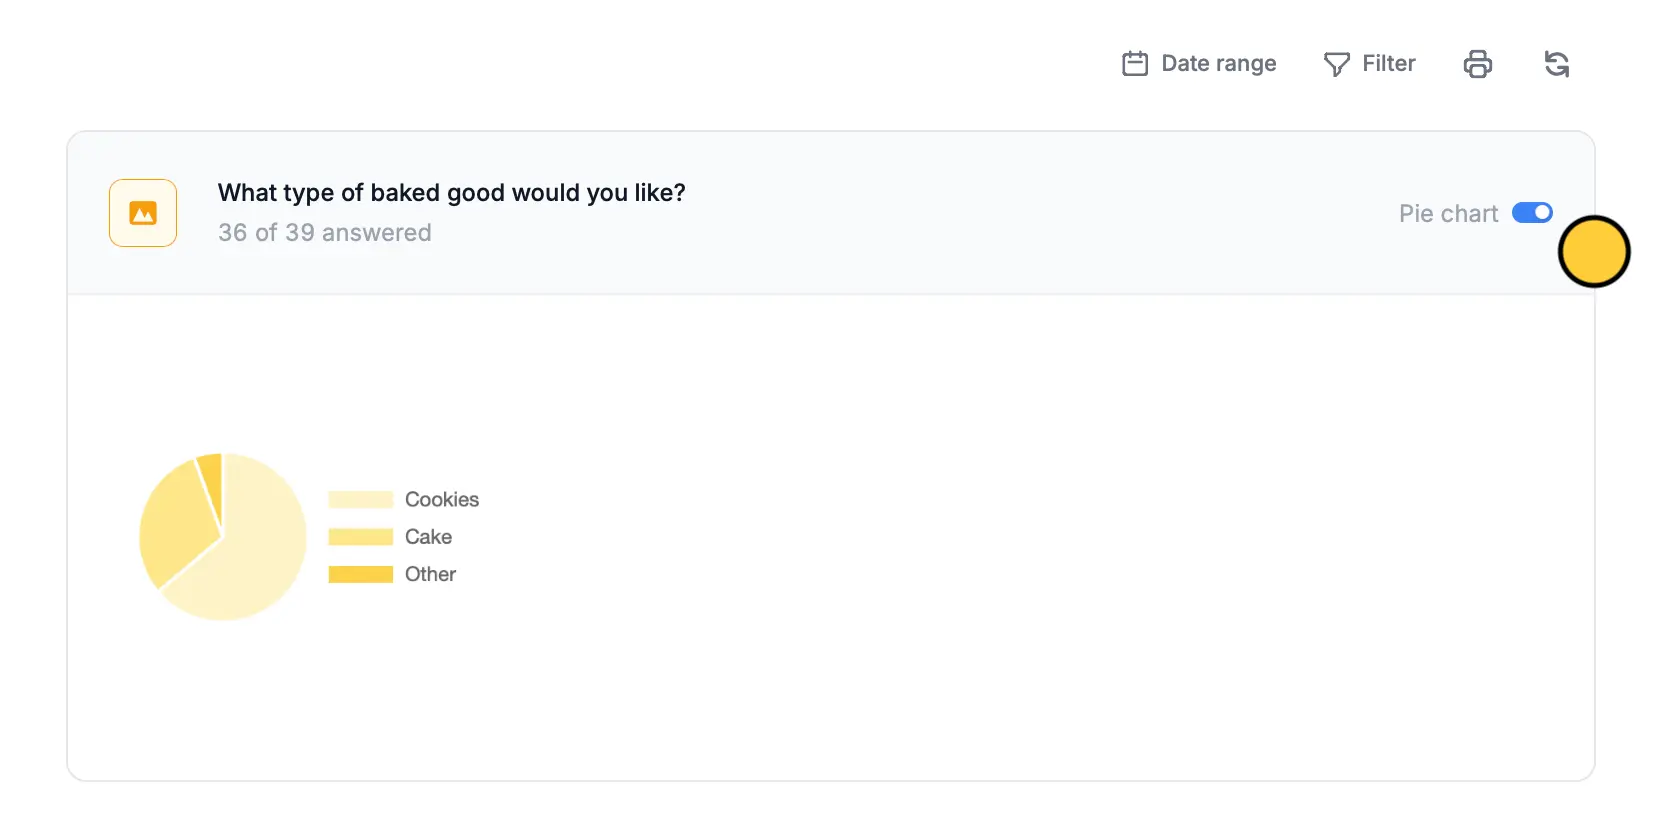 Date range
Filter
What type of baked good would you like?
36 of 39 answered
Pie chart
Cookies
Cake
Other